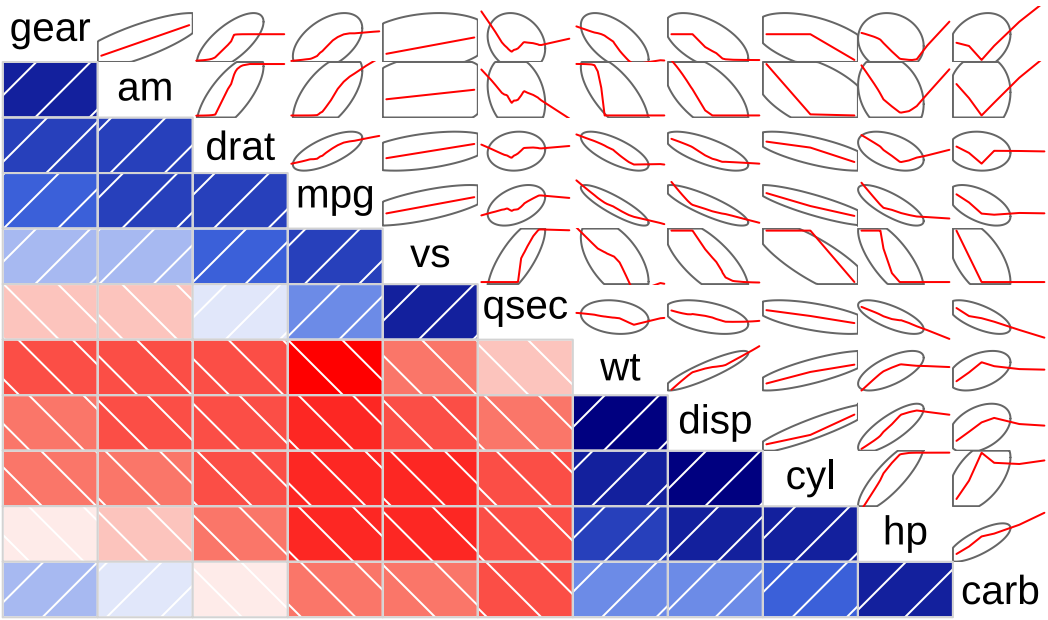 gear
am
drat
mpg
vs
qsec
wt
disp
cyl
hp
carb